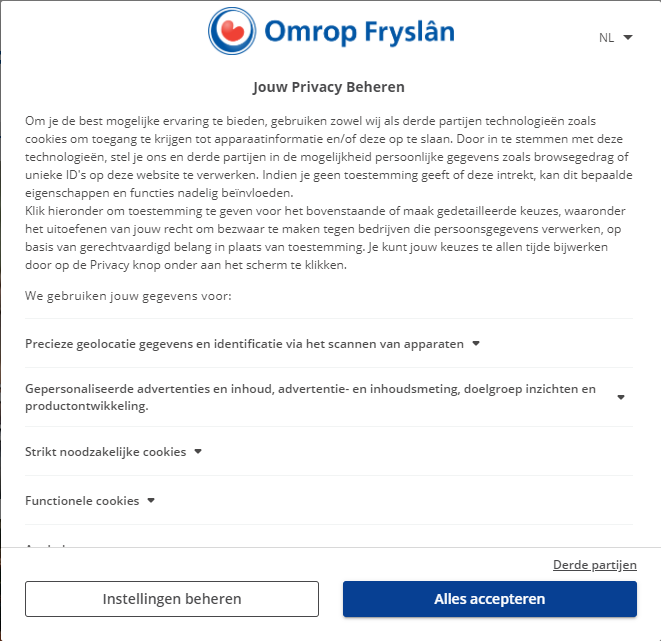 Omrop Fryslân
NL
Jouw Privacy Beheren
Om je de best mogelijke ervaring te bieden, gebruiken zowel wij als derde partijen technologieën zoals
cookies om toegang te krijgen tot apparaatinformatie en/of deze op te slaan. Door in te stemmen met deze
technologieën, stel je ons en derde partijen in de mogelijkheid persoonlijke gegevens zoals browsegedrag of
unieke ID's op deze website te verwerken. Indien je geen toestemming geeft of deze intrekt, kan dit bepaalde
eigenschappen en functies nadelig beïnvloeden.
Klik hieronder om toestemming te geven voor het bovenstaande of maak gedetailleerde keuzes, waaronder
het uitoefenen van jouw recht om bezwaar te maken tegen bedrijven die persoonsgegevens verwerken, op
basis van gerechtvaardigd belang in plaats van toestemming. Je kunt jouw keuzes te allen tijde bijwerken
door op de Privacy knop onder aan het scherm te klikken.
We gebruiken jouw gegevens voor:
Precieze geolocatie gegevens en identificatie via het scannen van apparaten
Gepersonaliseerde advertenties en inhoud, advertentie- en inhoudsmeting, doelgroep inzichten en
productontwikkeling.
Strikt noodzakelijke cookies
Functionele cookies
Derde partijen
Instellingen beheren
Alles accepteren